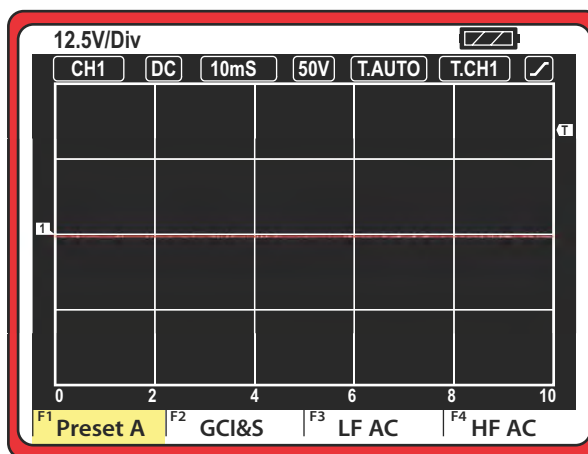 12.5V/Div
CH1 DC 10mS 50V T.AUTO T.CH1
T
1
0 2 4 6 8 10
F1 Preset A F2 GCI&S F3 LF AC F4 HF AC